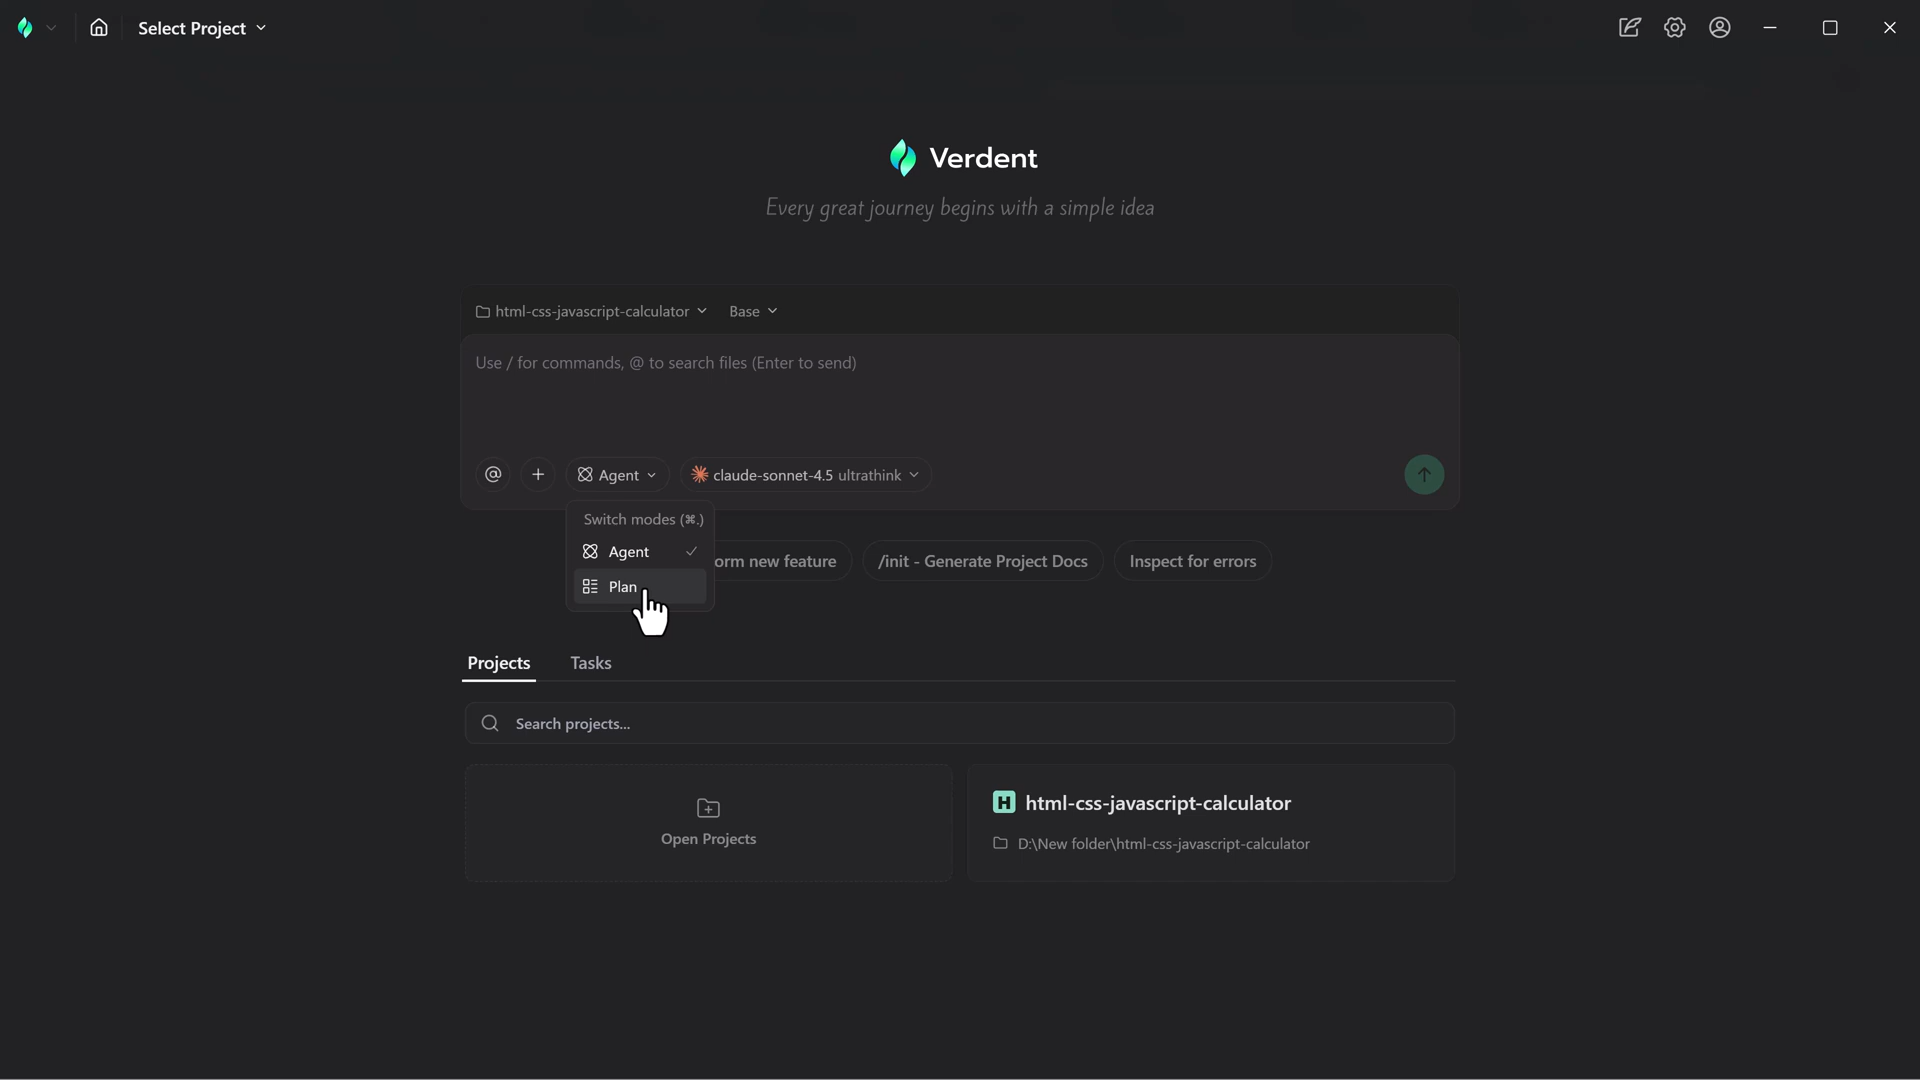 Select Project
Verdent
Every great journey begins with a simple idea
html-css-javascript-calculator Base
Use / for commands, @ to search files (Enter to send)
Agent claude-sonnet-4.5 ultrathink
Switch modes (⌘.)
Agent
Plan
new feature
/init - Generate Project Docs
Inspect for errors
Projects Tasks
Search projects...
Open Projects
H html-css-javascript-calculator
D:\New folder\html-css-javascript-calculator